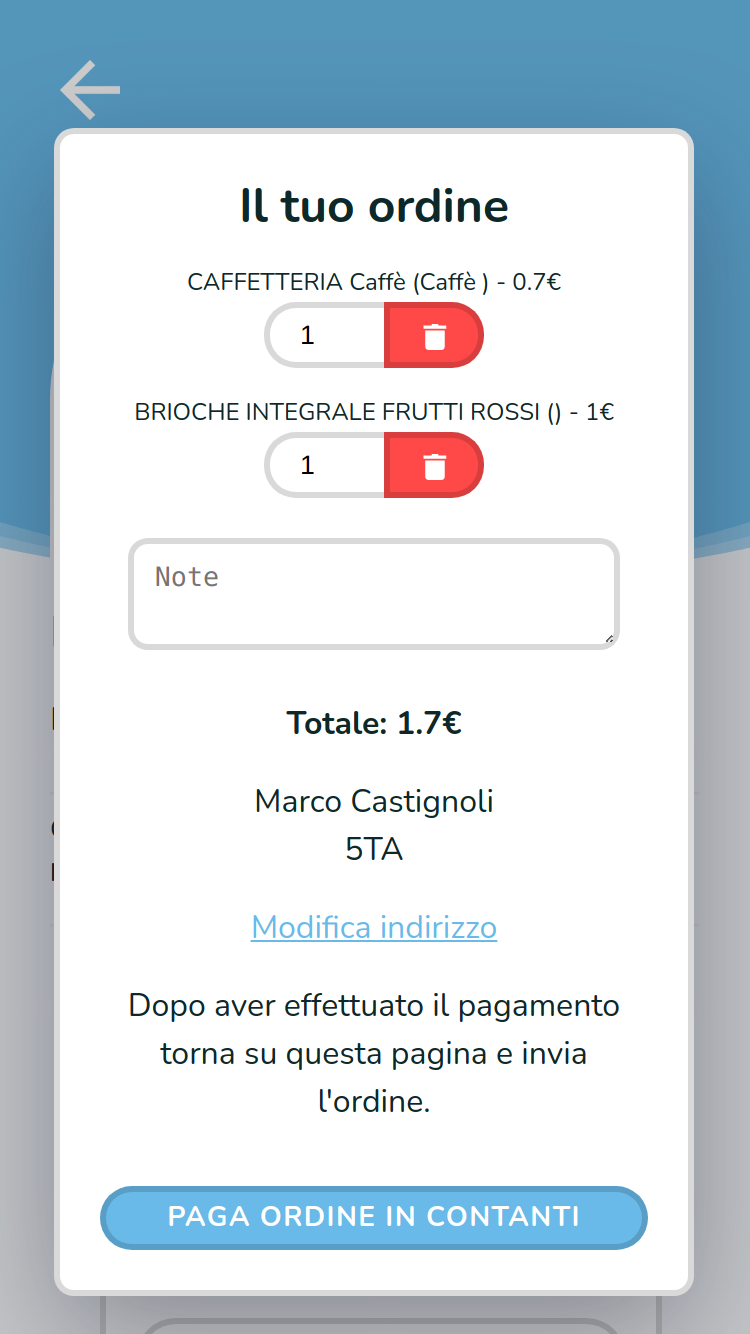 Il tuo ordine
CAFFETTERIA Caffè (Caffè ) - 0.7€
1
BRIOCHE INTEGRALE FRUTTI ROSSI () - 1€
1
Note
Totale: 1.7€
Marco Castignoli
5TA
Modifica indirizzo
Dopo aver effettuato il pagamento
torna su questa pagina e invia
l'ordine.
PAGA ORDINE IN CONTANTI